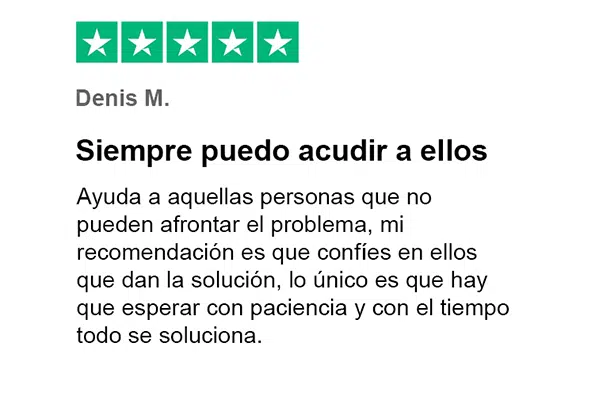 Denis M.
Siempre puedo acudir a ellos
Ayuda a aquellas personas que no
pueden afrontar el problema, mi
recomendación es que confíes en ellos
que dan la solución, lo único es que hay
que esperar con paciencia y con el tiempo
todo se soluciona.